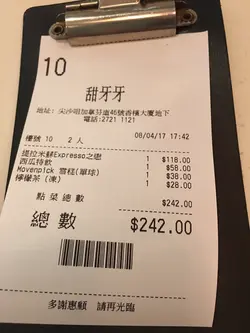 10
甜牙牙
地址: 尖沙咀加拿芬道46號香檳大廈地下
電話:2721 1121
檯號 10 2 人 08/04/17 17:42
提拉米蘇Expresso之戀 1 $118.00
西瓜特飲 1 $58.00
Movenpick 雪糕(單球) 1 $38.00
檸檬茶 (凍) 1 $28.00
點菜總數 $242.00
總數 $242.00
多謝惠顧 請再光臨